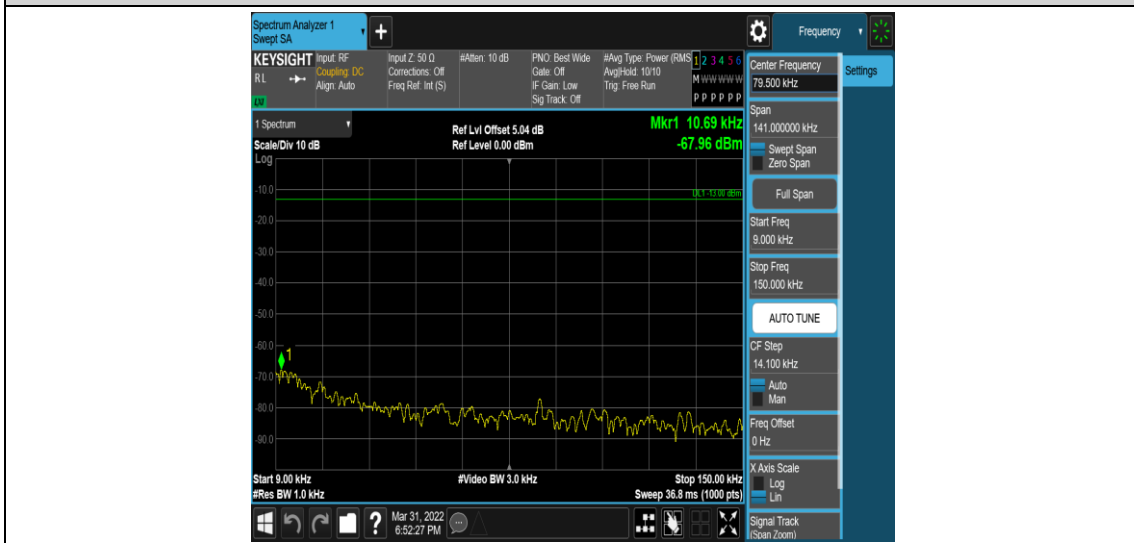 Spectrum Analyzer 1
Swept SA
+
Frequency
KEYSIGHT
RL
LXI
Input: RF
Coupling: DC
Align: Auto
Input Z: 50 Ω
Corrections: Off
Freq Ref: Int (S)
#Atten: 10 dB
PNO: Best Wide
Gate: Off
IF Gain: Low
Sig Track: Off
#Avg Type: Power (RMS
Avg|Hold: 10/10
Trig: Free Run
1 2 3 4 5 6
M W W W W W
P P P P P P
1 Spectrum
Scale/Div 10 dB
Log
Ref Lvl Offset 5.04 dB
Ref Level 0.00 dBm
Mkr1 10.69 kHz
-67.96 dBm
DL1 -13.00 dBm
-10.0
-20.0
-30.0
-40.0
-50.0
-60.0
-70.0
-80.0
-90.0
1
Start 9.00 kHz
#Res BW 1.0 kHz
#Video BW 3.0 kHz
Stop 150.00 kHz
Sweep 36.8 ms (1000 pts)
Center Frequency
79.500 kHz
Settings
Span
141.000000 kHz
Swept Span
Zero Span
Full Span
Start Freq
9.000 kHz
Stop Freq
150.000 kHz
AUTO TUNE
CF Step
14.100 kHz
Auto
Man
Freq Offset
0 Hz
X Axis Scale
Log
Lin
Signal Track
(Span Zoom)
?
Mar 31, 2022
6:52:27 PM